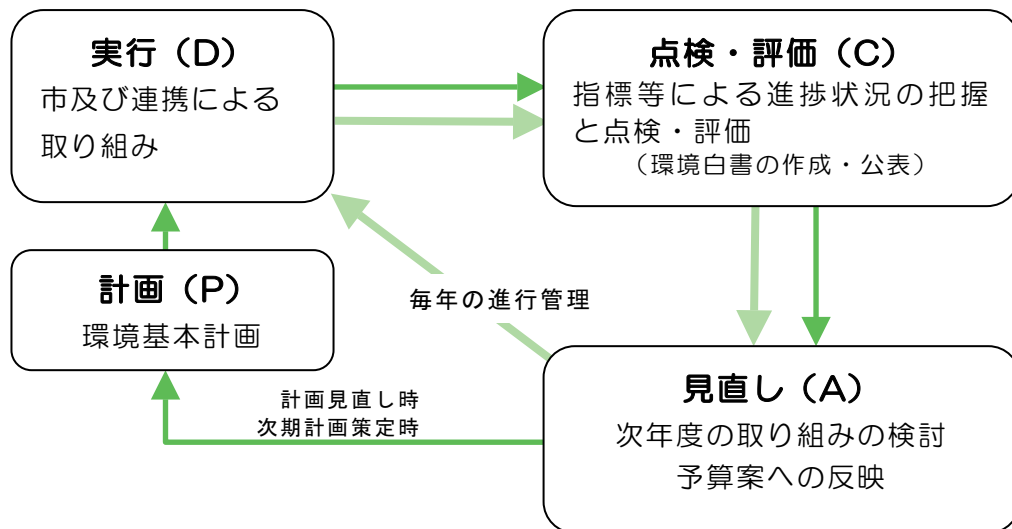 実行（D）
市及び連携による
取り組み
点検・評価（C）
指標等による進捗状況の把握
と点検・評価
（環境白書の作成・公表）
計画（P）
環境基本計画
毎年の進行管理
計画見直し時
次期計画策定時
見直し（A）
次年度の取り組みの検討
予算案への反映